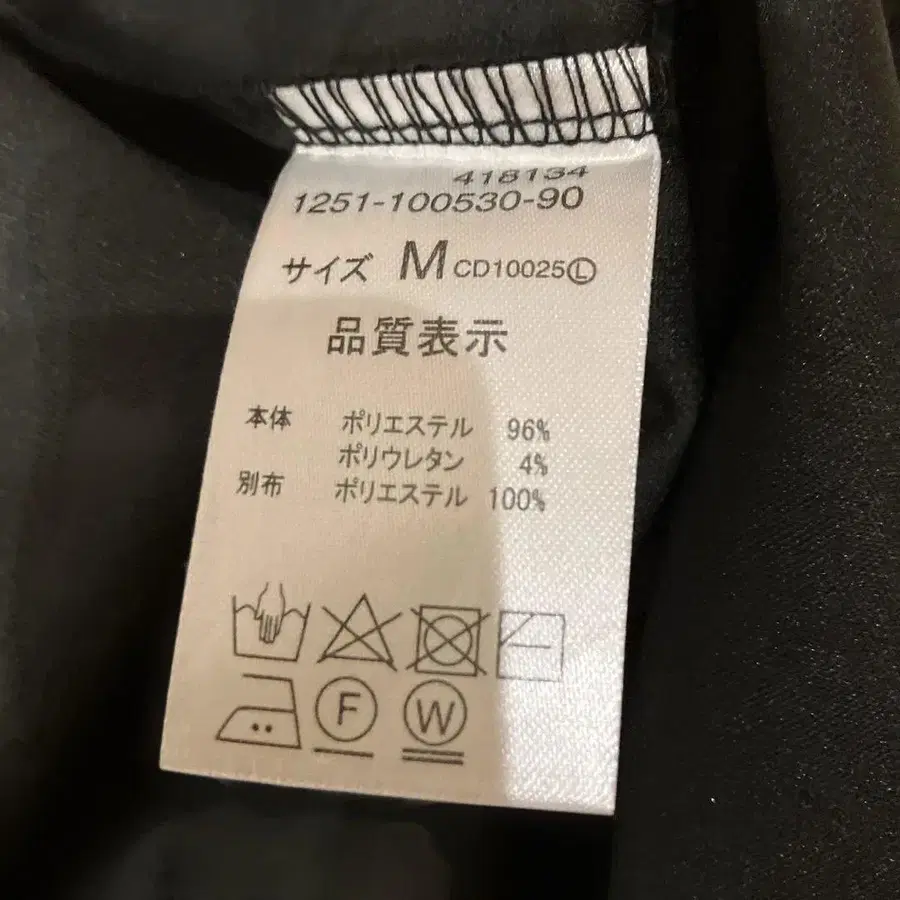 418134
1251-100530-90
サイズ M CD10025Ⓛ
品質表示
本体 ポリエステル 96%
ポリウレタン 4%
別布 ポリエステル 100%
F W